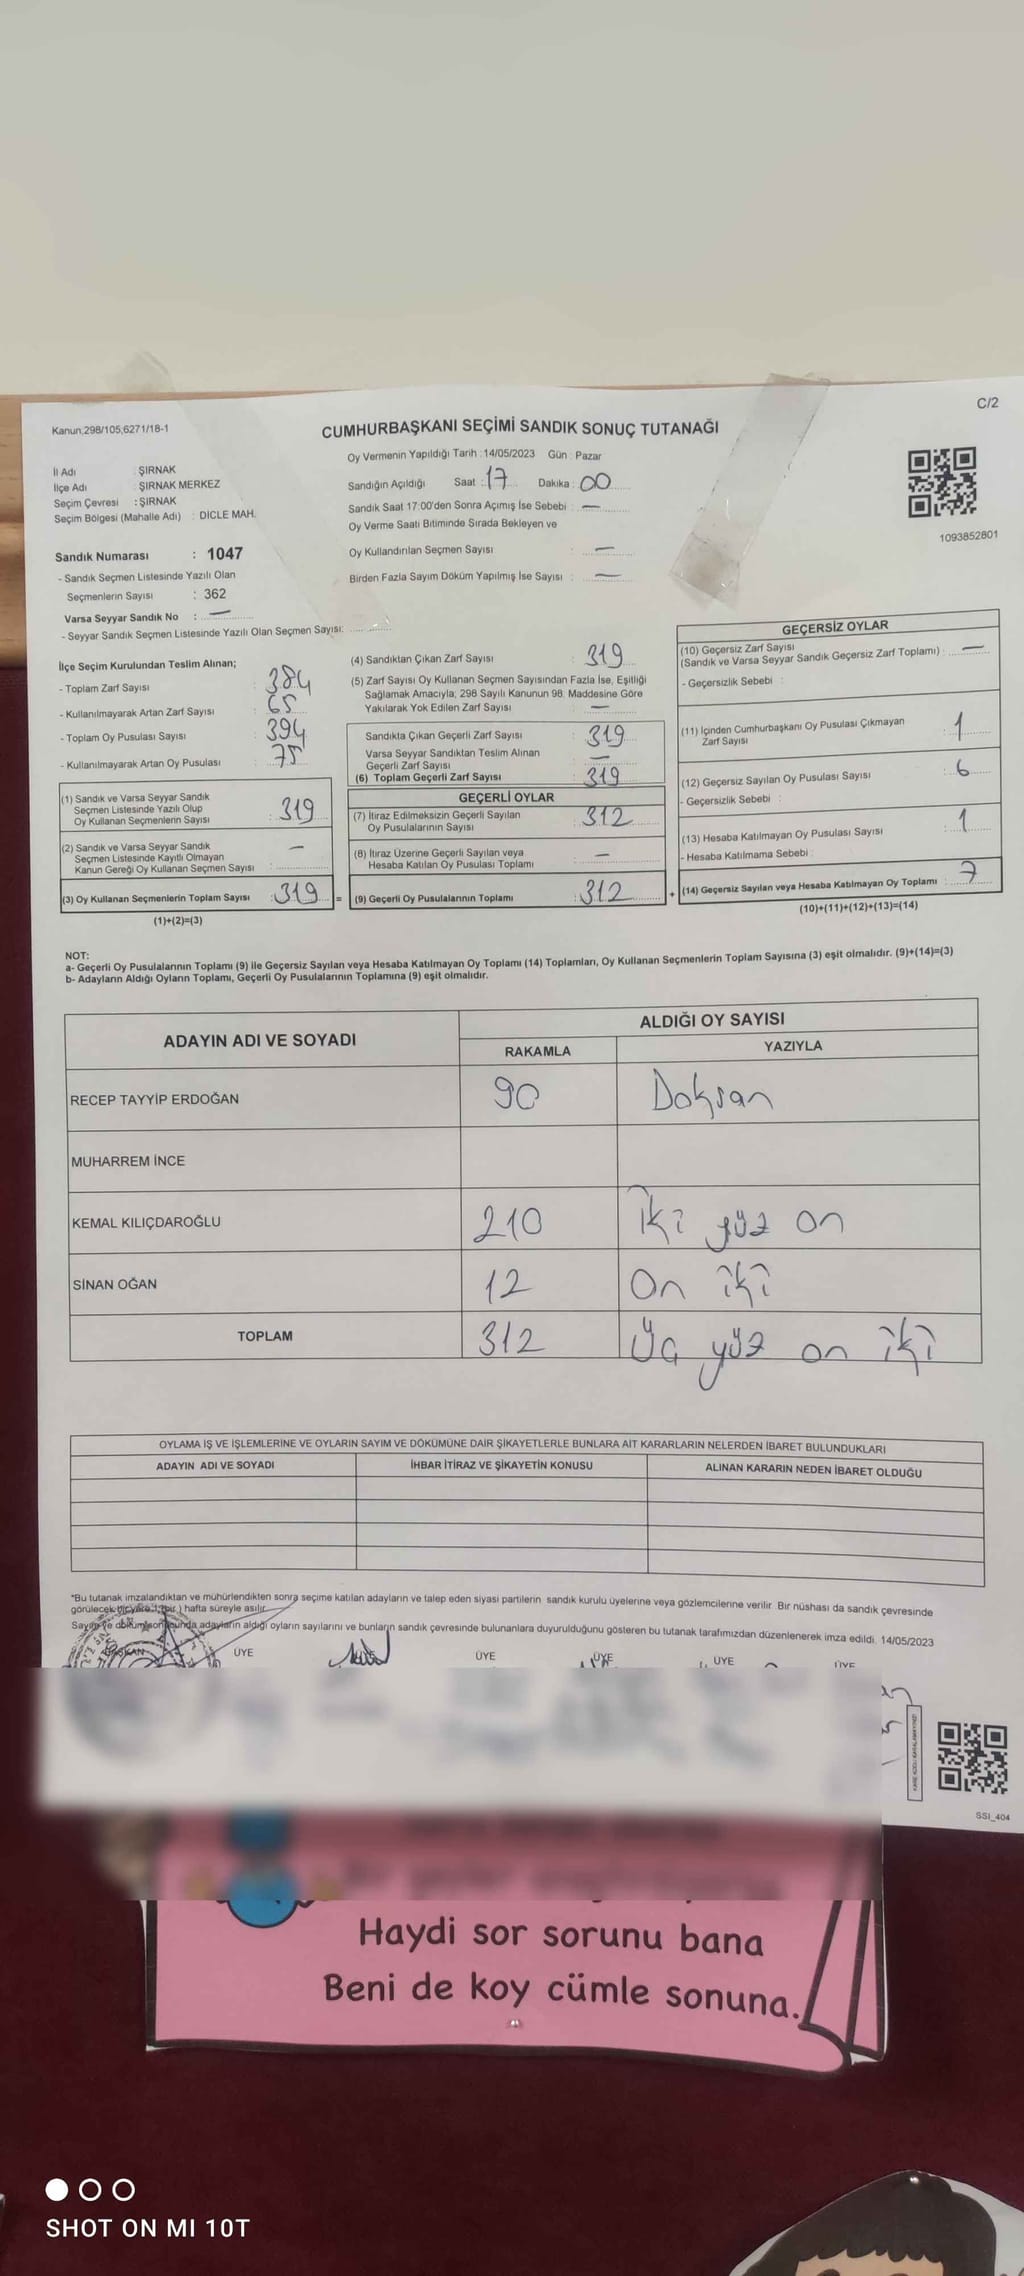 C/2
Kanun,298/105,6271/18-1
CUMHURBAŞKANI SEÇİMİ SANDIK SONUÇ TUTANAĞI
İl Adı : ŞIRNAK
İlçe Adı : ŞIRNAK MERKEZ
Seçim Çevresi : ŞIRNAK
Seçim Bölgesi (Mahalle Adı) : DİCLE MAH.
Oy Vermenin Yapıldığı Tarih :14/05/2023 Gün : Pazar
Sandığın Açıldığı Saat : 17 Dakika : 00
Sandık Saat 17:00'den Sonra Açımış İse Sebebi : —
Oy Verme Saati Bitiminde Sırada Bekleyen ve
Oy Kullandırılan Seçmen Sayısı : —
Birden Fazla Sayım Döküm Yapılmış İse Sayısı : —
1093852801
Sandık Numarası : 1047
- Sandık Seçmen Listesinde Yazılı Olan
Seçmenlerin Sayısı : 362
Varsa Seyyar Sandık No : —
- Seyyar Sandık Seçmen Listesinde Yazılı Olan Seçmen Sayısı:
İlçe Seçim Kurulundan Teslim Alınan;
- Toplam Zarf Sayısı : 384
- Kullanılmayarak Artan Zarf Sayısı : 65
- Toplam Oy Pusulası Sayısı : 394
- Kullanılmayarak Artan Oy Pusulası : 75
(1) Sandık ve Varsa Seyyar Sandık
Seçmen Listesinde Yazılı Olup
Oy Kullanan Seçmenlerin Sayısı : 319
(2) Sandık ve Varsa Seyyar Sandık
Seçmen Listesinde Kayıtlı Olmayan
Kanun Gereği Oy Kullanan Seçmen Sayısı : —
(3) Oy Kullanan Seçmenlerin Toplam Sayısı : 319 =
(1)+(2)=(3)
(4) Sandıktan Çıkan Zarf Sayısı : 319
(5) Zarf Sayısı Oy Kullanan Seçmen Sayısından Fazla İse, Eşitliği
Sağlamak Amacıyla, 298 Sayılı Kanunun 98. Maddesine Göre
Yakılarak Yok Edilen Zarf Sayısı : —
Sandıkta Çıkan Geçerli Zarf Sayısı : 319
Varsa Seyyar Sandıktan Teslim Alınan
Geçerli Zarf Sayısı : —
(6) Toplam Geçerli Zarf Sayısı : 319
GEÇERLİ OYLAR
(7) İtiraz Edilmeksizin Geçerli Sayılan
Oy Pusulalarının Sayısı : 312
(8) İtiraz Üzerine Geçerli Sayılan veya
Hesaba Katılan Oy Pusulası Toplamı : —
(9) Geçerli Oy Pusulalarının Toplamı : 312 +
GEÇERSİZ OYLAR
(10) Geçersiz Zarf Sayısı
(Sandık ve Varsa Seyyar Sandık Geçersiz Zarf Toplamı) : —
- Geçersizlik Sebebi :
(11) İçinden Cumhurbaşkanı Oy Pusulası Çıkmayan
Zarf Sayısı : 1
(12) Geçersiz Sayılan Oy Pusulası Sayısı : 6
- Geçersizlik Sebebi :
(13) Hesaba Katılmayan Oy Pusulası Sayısı : 1
- Hesaba Katılmama Sebebi :
(14) Geçersiz Sayılan veya Hesaba Katılmayan Oy Toplamı : 7
(10)+(11)+(12)+(13)=(14)
NOT:
a- Geçerli Oy Pusulalarının Toplamı (9) ile Geçersiz Sayılan veya Hesaba Katılmayan Oy Toplamı (14) Toplamları, Oy Kullanan Seçmenlerin Toplam Sayısına (3) eşit olmalıdır. (9)+(14)=(3)
b- Adayların Aldığı Oyların Toplamı, Geçerli Oy Pusulalarının Toplamına (9) eşit olmalıdır.
ADAYIN ADI VE SOYADI ALDIĞI OY SAYISI
RAKAMLA YAZIYLA
RECEP TAYYİP ERDOĞAN 90 Doksan
MUHARREM İNCE
KEMAL KILIÇDAROĞLU 210 İki yüz on
SİNAN OĞAN 12 On iki
TOPLAM 312 Üç yüz on iki
OYLAMA İŞ VE İŞLEMLERİNE VE OYLARIN SAYIM VE DÖKÜMÜNE DAİR ŞİKAYETLERLE BUNLARA AİT KARARLARIN NELERDEN İBARET BULUNDUKLARI
ADAYIN ADI VE SOYADI İHBAR İTİRAZ VE ŞİKAYETİN KONUSU ALINAN KARARIN NEDEN İBARET OLDUĞU
*Bu tutanak imzalandıktan ve mühürlendikten sonra seçime katılan adayların ve talep eden siyasi partilerin sandık kurulu üyelerine veya gözlemcilerine verilir. Bir nüshası da sandık çevresinde
görülecek bir yere 1 (bir) hafta süreyle asılır.
Sayım ve döküm sonucunda adayların aldığı oyların sayılarını ve bunların sandık çevresinde bulunanlara duyurulduğunu gösteren bu tutanak tarafımızdan düzenlenerek imza edildi. 14/05/2023
BAŞKAN ÜYE ÜYE ÜYE ÜYE ÜYE
SSI_404
Haydi sor sorunu bana
Beni de koy cümle sonuna.
SHOT ON MI 10T